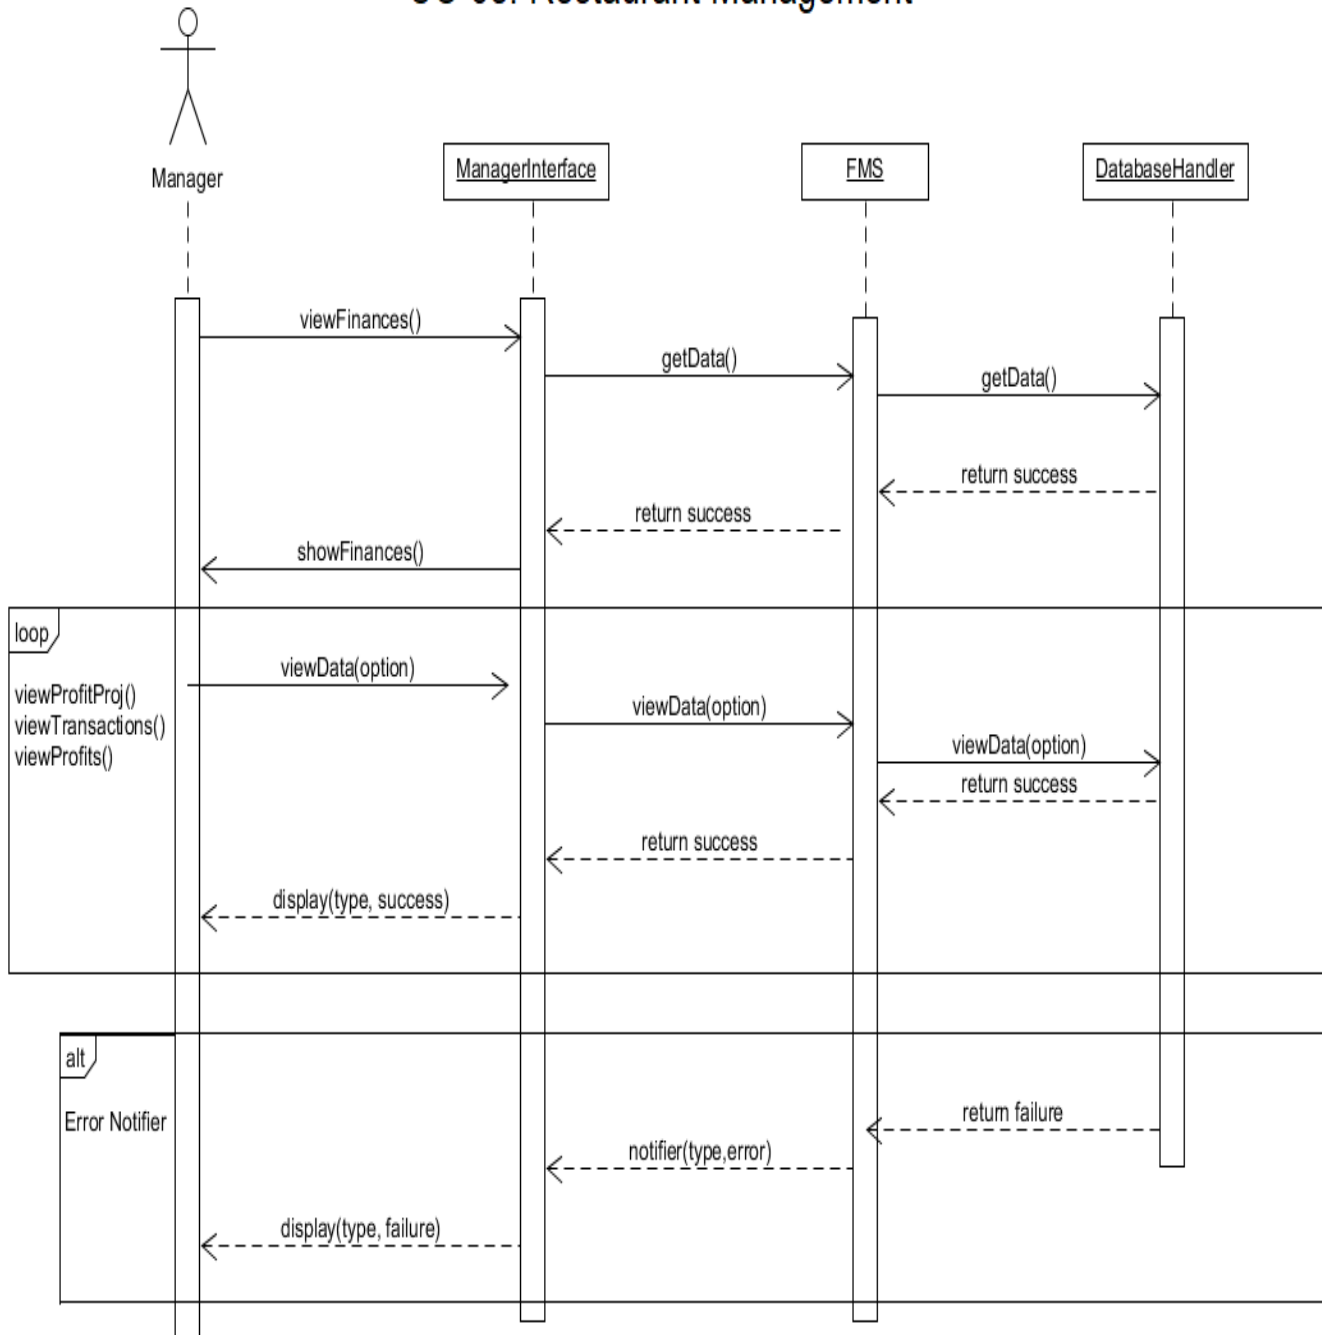 Restaurant Management
Manager
ManagerInterface
FMS
DatabaseHandler
viewFinances()
getData()
getData()
return success
return success
showFinances()
loop
viewData(option)
viewProfitProj()
viewTransactions()
viewProfits()
viewData(option)
viewData(option)
return success
return success
display(type, success)
alt
Error Notifier
return failure
notifier(type,error)
display(type, failure)